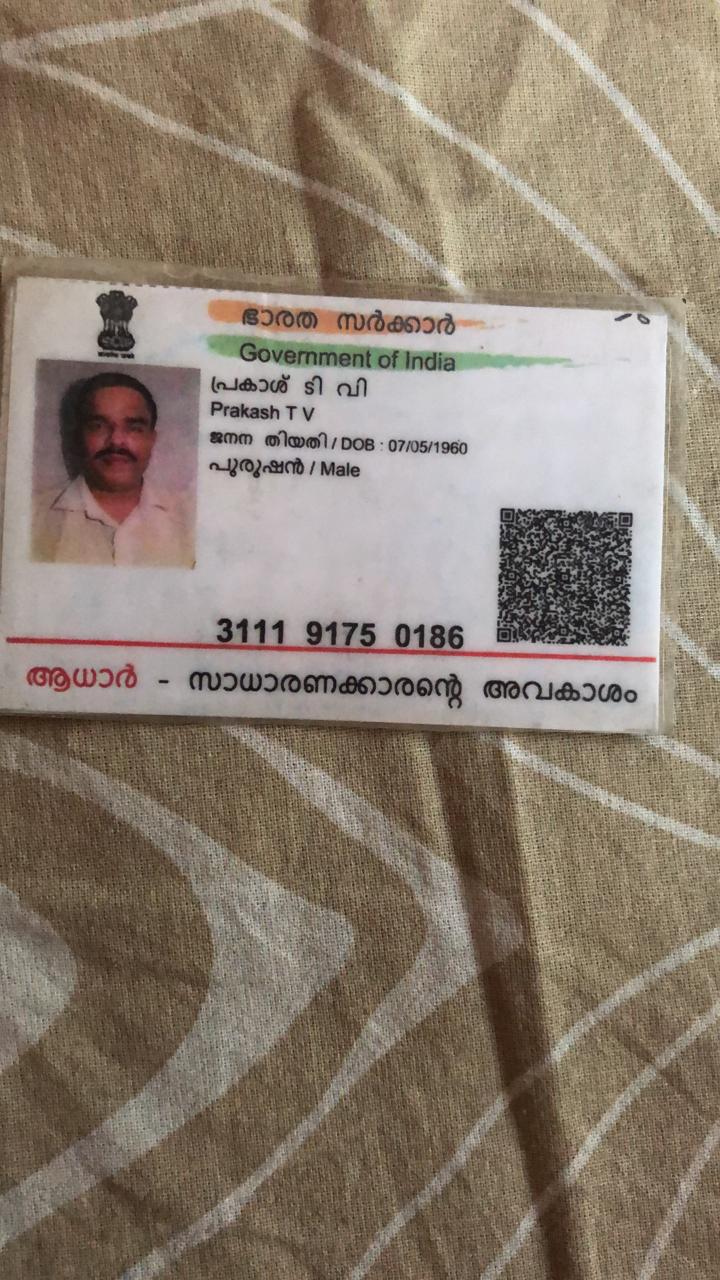 ഭാരത സർക്കാർ
Government of India
പ്രകാശ് ടി വി
Prakash T V
ജനന തിയതി / DOB : 07/05/1960
പുരുഷൻ / Male
3111 9175 0186
ആധാർ - സാധാരണക്കാരന്റെ അവകാശം